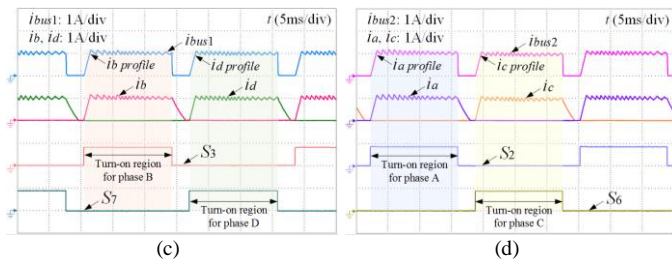 ibus1: 1A/div
t (5ms/div)
ib, id: 1A/div
ibus1
ib profile
id profile
ib
id
S3
Turn-on region
for phase B
S7
Turn-on region
for phase D
(c)
ibus2: 1A/div
t (5ms/div)
ia, ic: 1A/div
ibus2
ia profile
ic profile
ia
ic
S2
Turn-on region
for phase A
S6
Turn-on region
for phase C
(d)